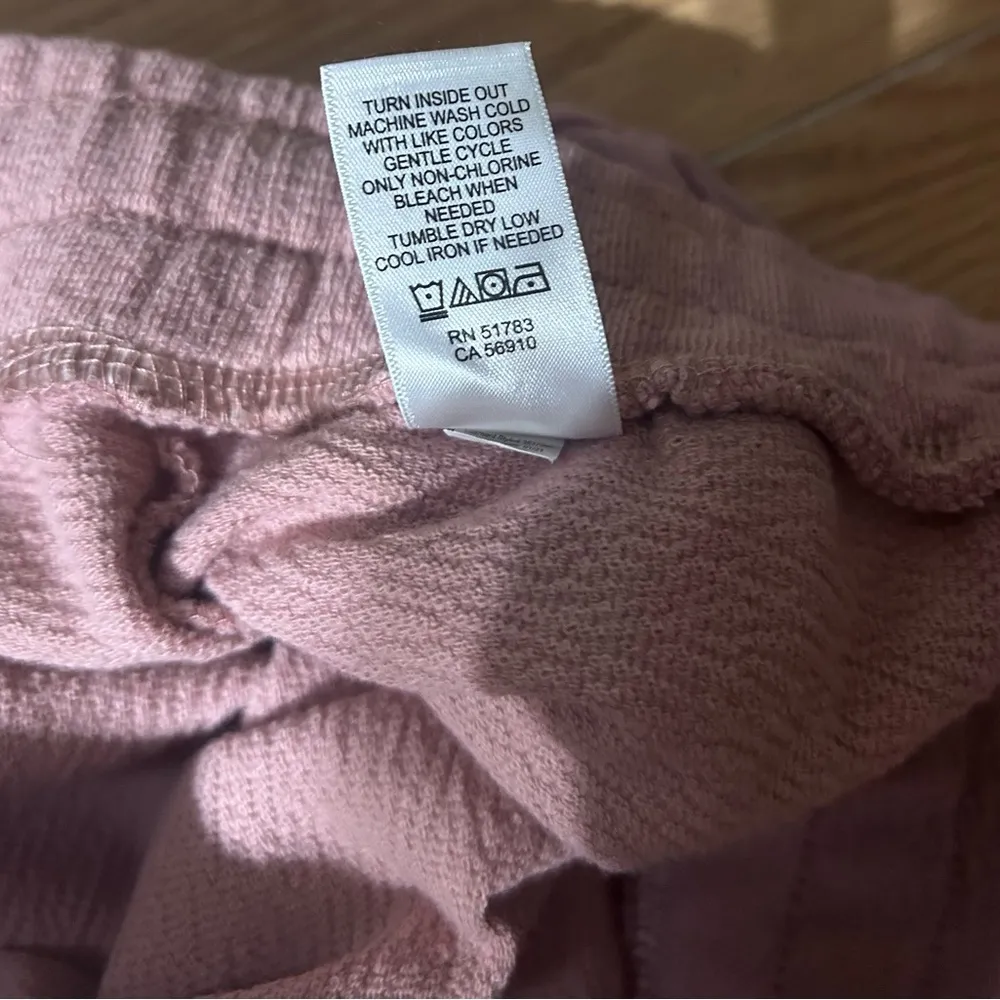 TURN INSIDE OUT
MACHINE WASH COLD
WITH LIKE COLORS
GENTLE CYCLE
ONLY NON-CHLORINE
BLEACH WHEN
NEEDED
TUMBLE DRY LOW
COOL IRON IF NEEDED
RN 51783
CA 56910